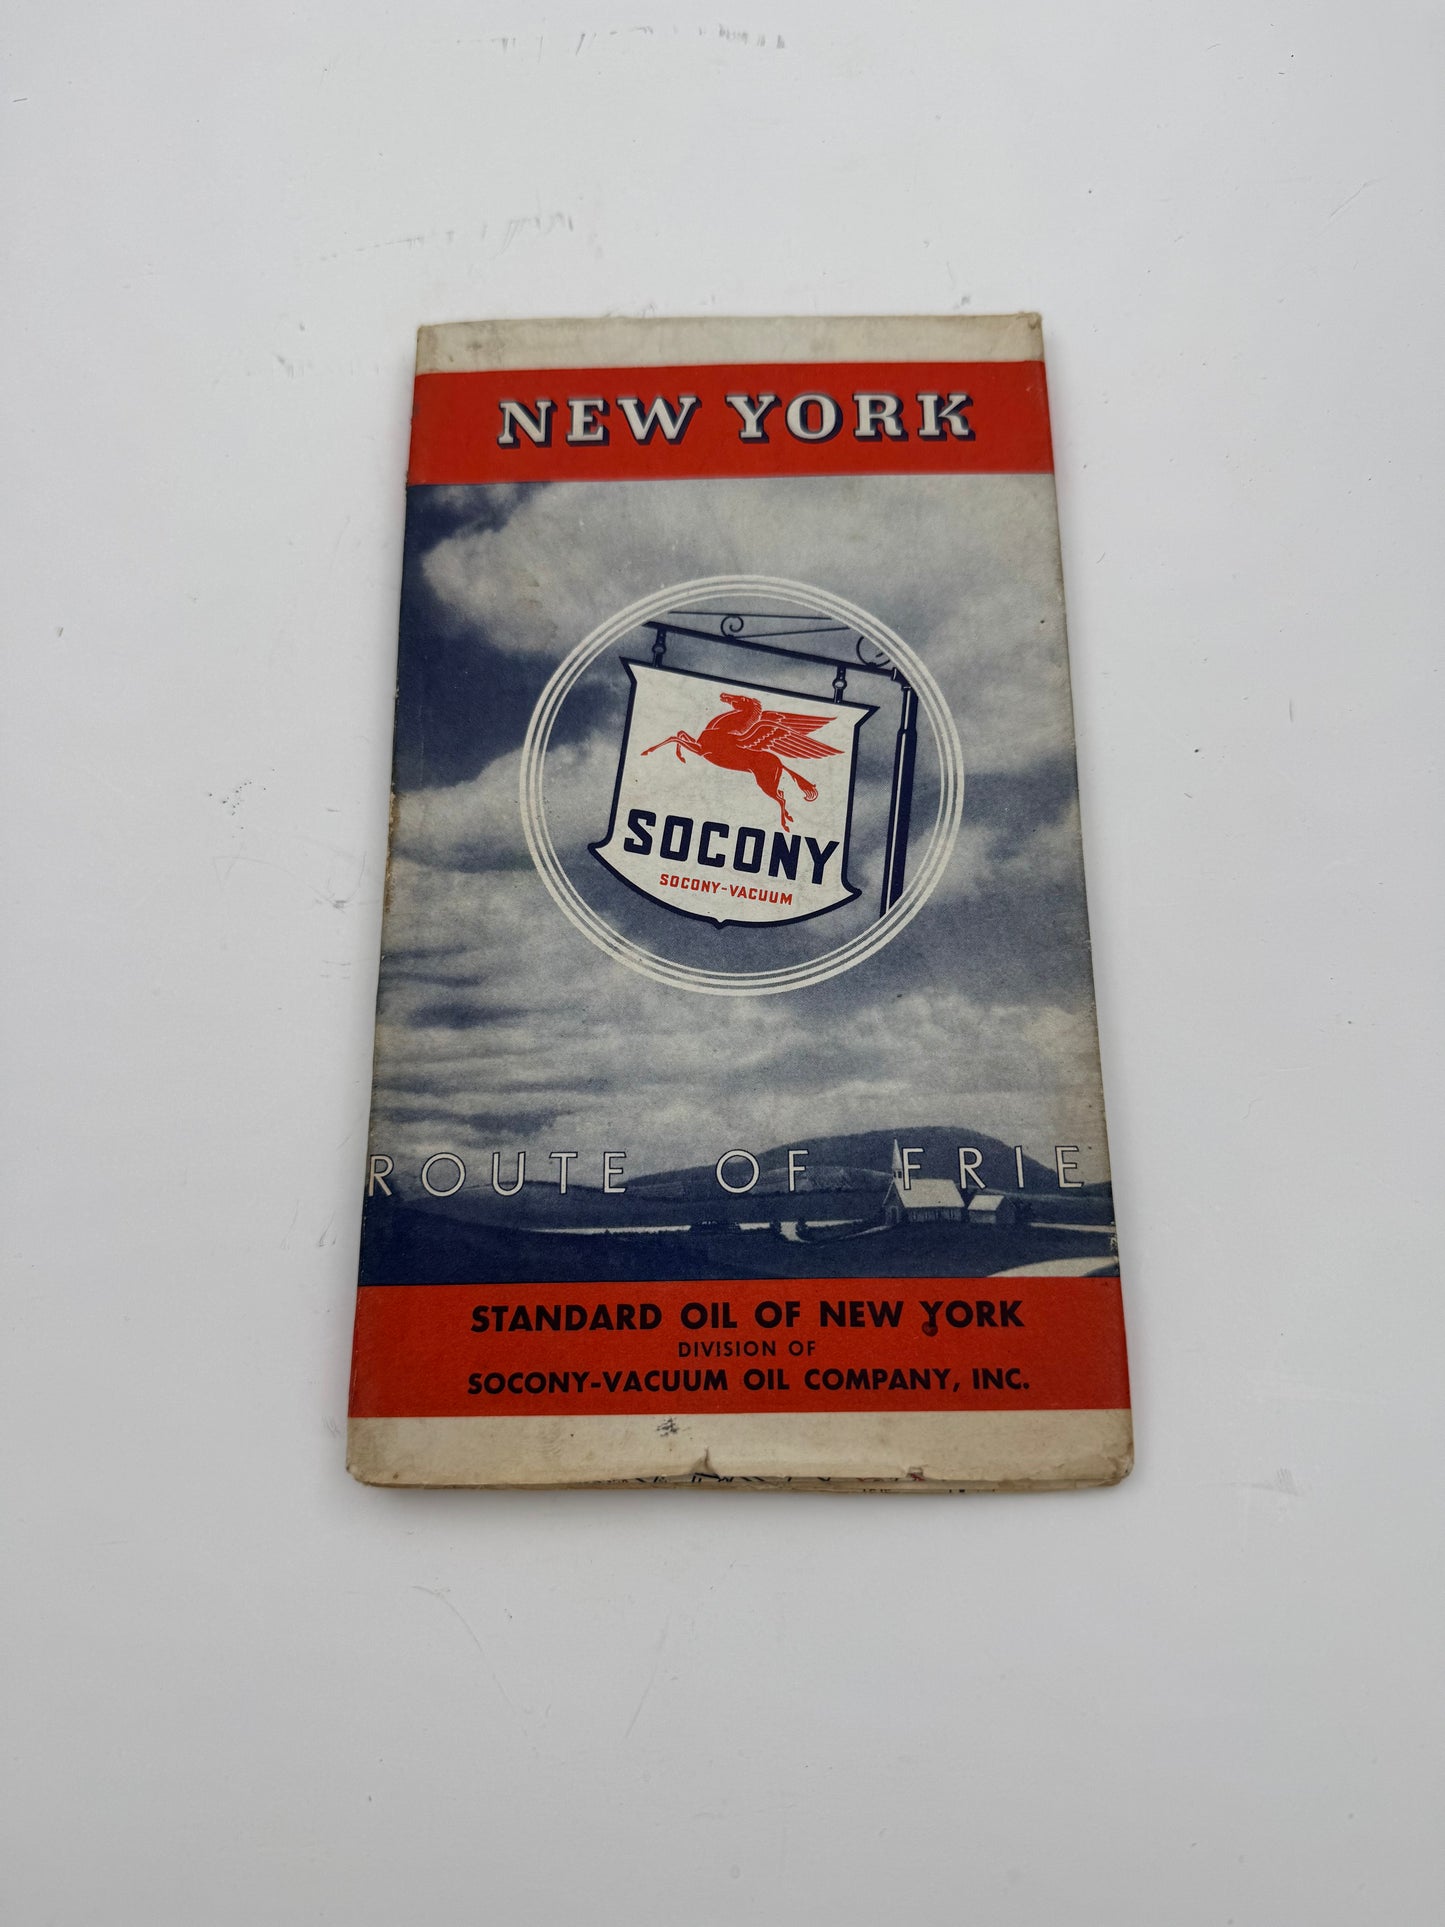 NEW YORK
SOCONY
SOCONY-VACUUM
ROUTE OF FRIE
STANDARD OIL OF NEW YORK
DIVISION OF
SOCONY-VACUUM OIL COMPANY, INC.